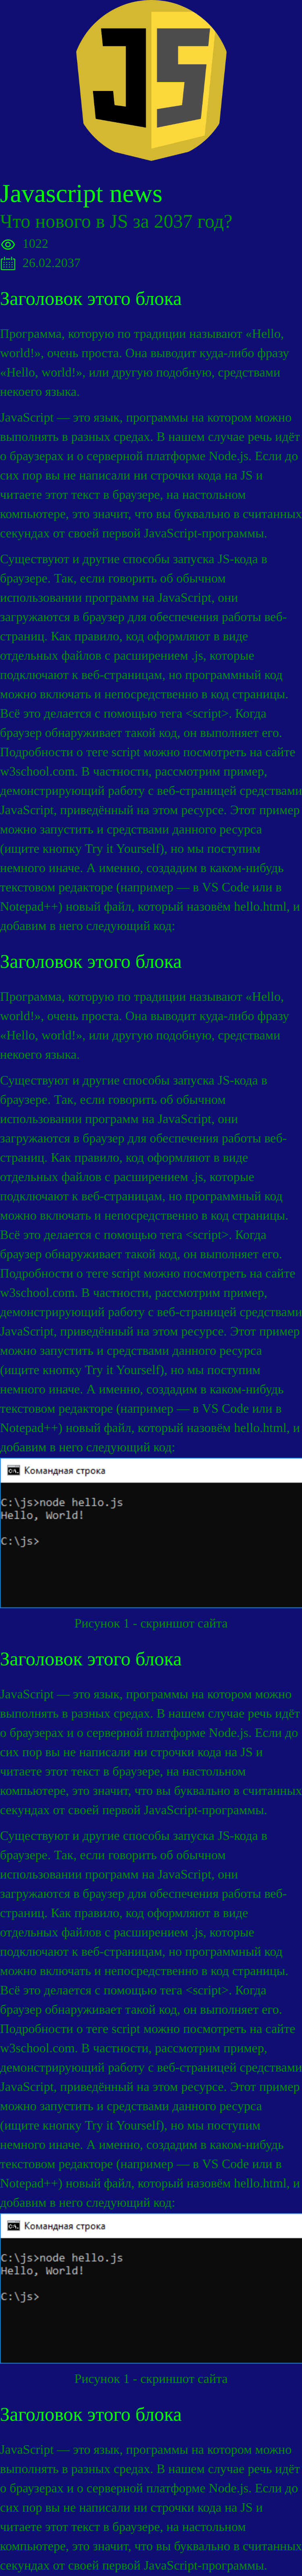 JS
Javascript news
Что нового в JS за 2037 год?
1022
26.02.2037
Заголовок этого блока
Программа, которую по традиции называют «Hello,
world!», очень проста. Она выводит куда-либо фразу
«Hello, world!», или другую подобную, средствами
некоего языка.
JavaScript — это язык, программы на котором можно
выполнять в разных средах. В нашем случае речь идёт
о браузерах и о серверной платформе Node.js. Если до
сих пор вы не написали ни строчки кода на JS и
читаете этот текст в браузере, на настольном
компьютере, это значит, что вы буквально в считанных
секундах от своей первой JavaScript-программы.
Существуют и другие способы запуска JS-кода в
браузере. Так, если говорить об обычном
использовании программ на JavaScript, они
загружаются в браузер для обеспечения работы веб-
страниц. Как правило, код оформляют в виде
отдельных файлов с расширением .js, которые
подключают к веб-страницам, но программный код
можно включать и непосредственно в код страницы.
Всё это делается с помощью тега <script>. Когда
браузер обнаруживает такой код, он выполняет его.
Подробности о теге script можно посмотреть на сайте
w3school.com. В частности, рассмотрим пример,
демонстрирующий работу с веб-страницей средствами
JavaScript, приведённый на этом ресурсе. Этот пример
можно запустить и средствами данного ресурса
(ищите кнопку Try it Yourself), но мы поступим
немного иначе. А именно, создадим в каком-нибудь
текстовом редакторе (например — в VS Code или в
Notepad++) новый файл, который назовём hello.html, и
добавим в него следующий код:
Заголовок этого блока
Программа, которую по традиции называют «Hello,
world!», очень проста. Она выводит куда-либо фразу
«Hello, world!», или другую подобную, средствами
некоего языка.
Существуют и другие способы запуска JS-кода в
браузере. Так, если говорить об обычном
использовании программ на JavaScript, они
загружаются в браузер для обеспечения работы веб-
страниц. Как правило, код оформляют в виде
отдельных файлов с расширением .js, которые
подключают к веб-страницам, но программный код
можно включать и непосредственно в код страницы.
Всё это делается с помощью тега <script>. Когда
браузер обнаруживает такой код, он выполняет его.
Подробности о теге script можно посмотреть на сайте
w3school.com. В частности, рассмотрим пример,
демонстрирующий работу с веб-страницей средствами
JavaScript, приведённый на этом ресурсе. Этот пример
можно запустить и средствами данного ресурса
(ищите кнопку Try it Yourself), но мы поступим
немного иначе. А именно, создадим в каком-нибудь
текстовом редакторе (например — в VS Code или в
Notepad++) новый файл, который назовём hello.html, и
добавим в него следующий код:
Командная строка
C:\js>node hello.js
Hello, World!
C:\js>
Рисунок 1 - скриншот сайта
Заголовок этого блока
JavaScript — это язык, программы на котором можно
выполнять в разных средах. В нашем случае речь идёт
о браузерах и о серверной платформе Node.js. Если до
сих пор вы не написали ни строчки кода на JS и
читаете этот текст в браузере, на настольном
компьютере, это значит, что вы буквально в считанных
секундах от своей первой JavaScript-программы.
Существуют и другие способы запуска JS-кода в
браузере. Так, если говорить об обычном
использовании программ на JavaScript, они
загружаются в браузер для обеспечения работы веб-
страниц. Как правило, код оформляют в виде
отдельных файлов с расширением .js, которые
подключают к веб-страницам, но программный код
можно включать и непосредственно в код страницы.
Всё это делается с помощью тега <script>. Когда
браузер обнаруживает такой код, он выполняет его.
Подробности о теге script можно посмотреть на сайте
w3school.com. В частности, рассмотрим пример,
демонстрирующий работу с веб-страницей средствами
JavaScript, приведённый на этом ресурсе. Этот пример
можно запустить и средствами данного ресурса
(ищите кнопку Try it Yourself), но мы поступим
немного иначе. А именно, создадим в каком-нибудь
текстовом редакторе (например — в VS Code или в
Notepad++) новый файл, который назовём hello.html, и
добавим в него следующий код:
Командная строка
C:\js>node hello.js
Hello, World!
C:\js>
Рисунок 1 - скриншот сайта
Заголовок этого блока
JavaScript — это язык, программы на котором можно
выполнять в разных средах. В нашем случае речь идёт
о браузерах и о серверной платформе Node.js. Если до
сих пор вы не написали ни строчки кода на JS и
читаете этот текст в браузере, на настольном
компьютере, это значит, что вы буквально в считанных
секундах от своей первой JavaScript-программы.